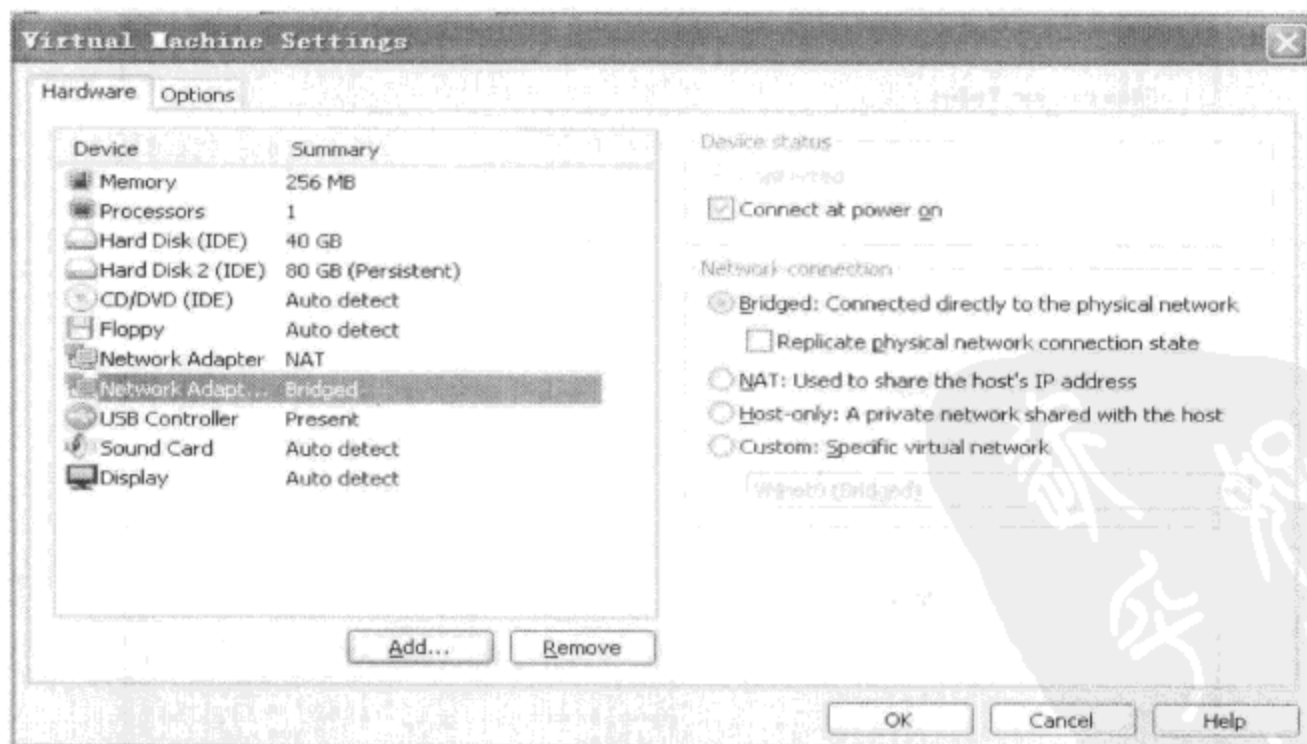 Virtual Machine Settings
Hardware Options
Device Summary
Memory 256 MB
Processors 1
Hard Disk (IDE) 40 GB
Hard Disk 2 (IDE) 80 GB (Persistent)
CD/DVD (IDE) Auto detect
Floppy Auto detect
Network Adapter NAT
Network Adapt... Bridged
USB Controller Present
Sound Card Auto detect
Display Auto detect
Add... Remove
Device status
Connect at power on
Network connection
Bridged: Connected directly to the physical network
Replicate physical network connection state
NAT: Used to share the host's IP address
Host-only: A private network shared with the host
Custom: Specific virtual network
VMnet0 (Bridged)
OK Cancel Help